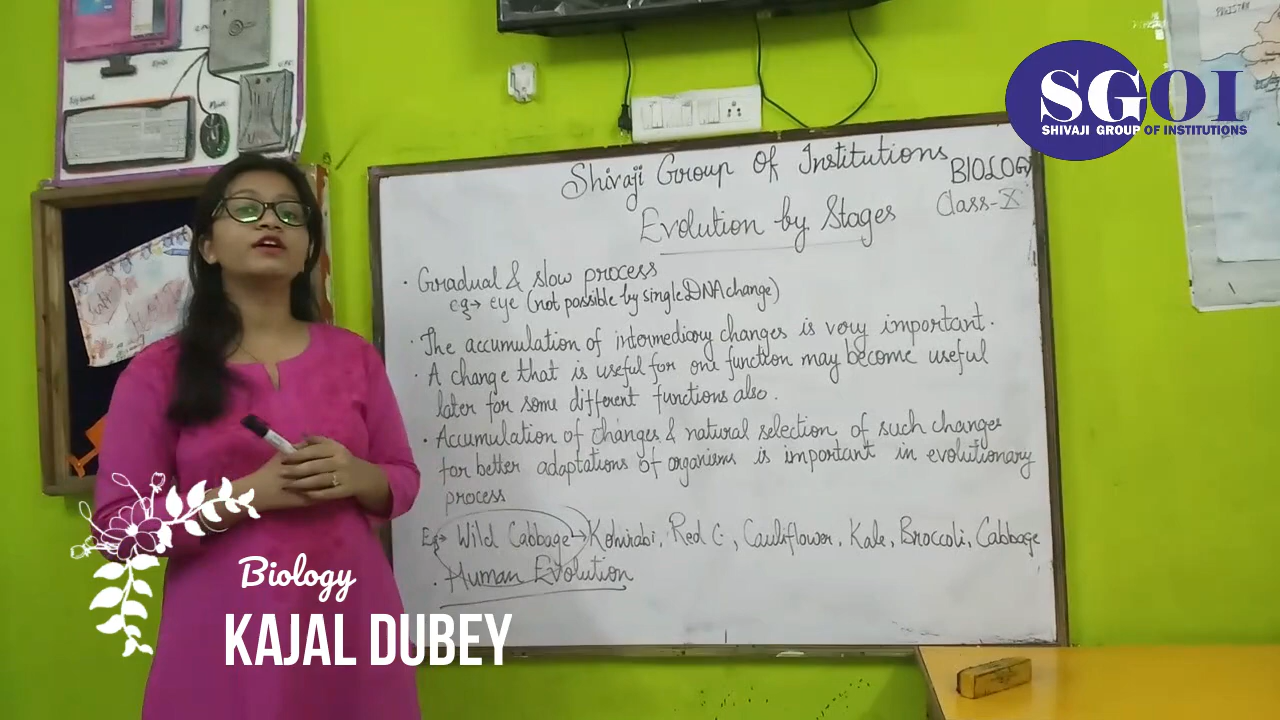 SGOI
SHIVAJI GROUP OF INSTITUTIONS
PAKISTAN
Shivaji Group Of Institutions
BIOLOGY
Class-X
Evolution by Stages
· Gradual & slow process
eg→ eye (not possible by single DNA change)
· The accumulation of intermediary changes is very important.
· A change that is useful for one function may become useful
later for some different functions also.
· Accumulation of changes & natural selection of such changes
for better adaptations of organisms is important in evolutionary
process
Eg→ Wild Cabbage → Kohlrabi, Red C., Cauliflower, Kale, Broccoli, Cabbage
· Human Evolution
Biology
KAJAL DUBEY